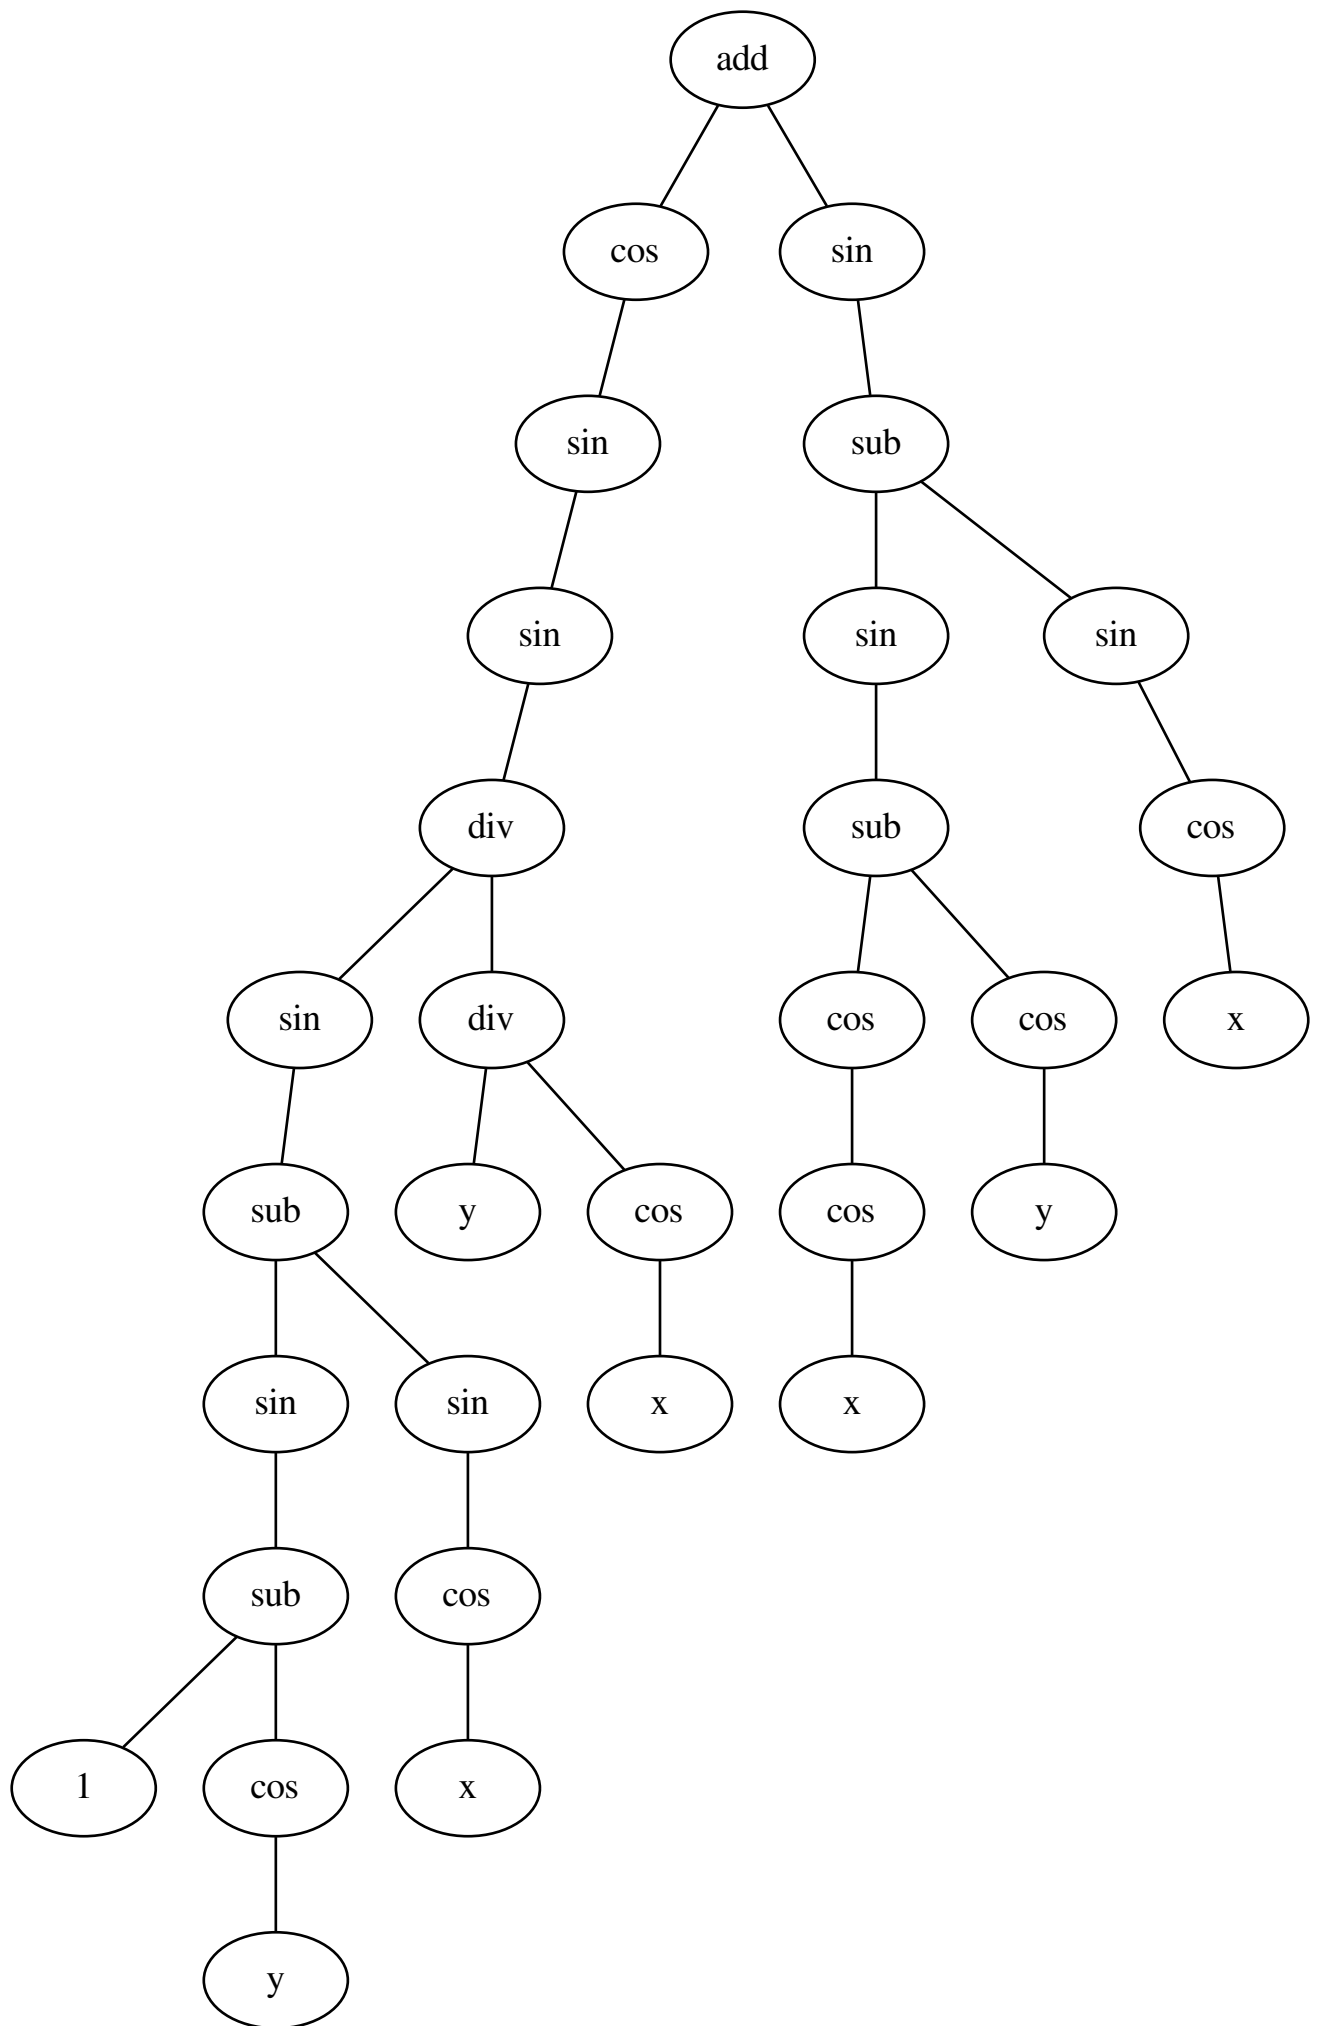 add
cos sin
sin sub
sin sin sin
div sub cos
sin div cos cos x
sub y cos cos y
sin sin x x
sub cos
1 cos x
y